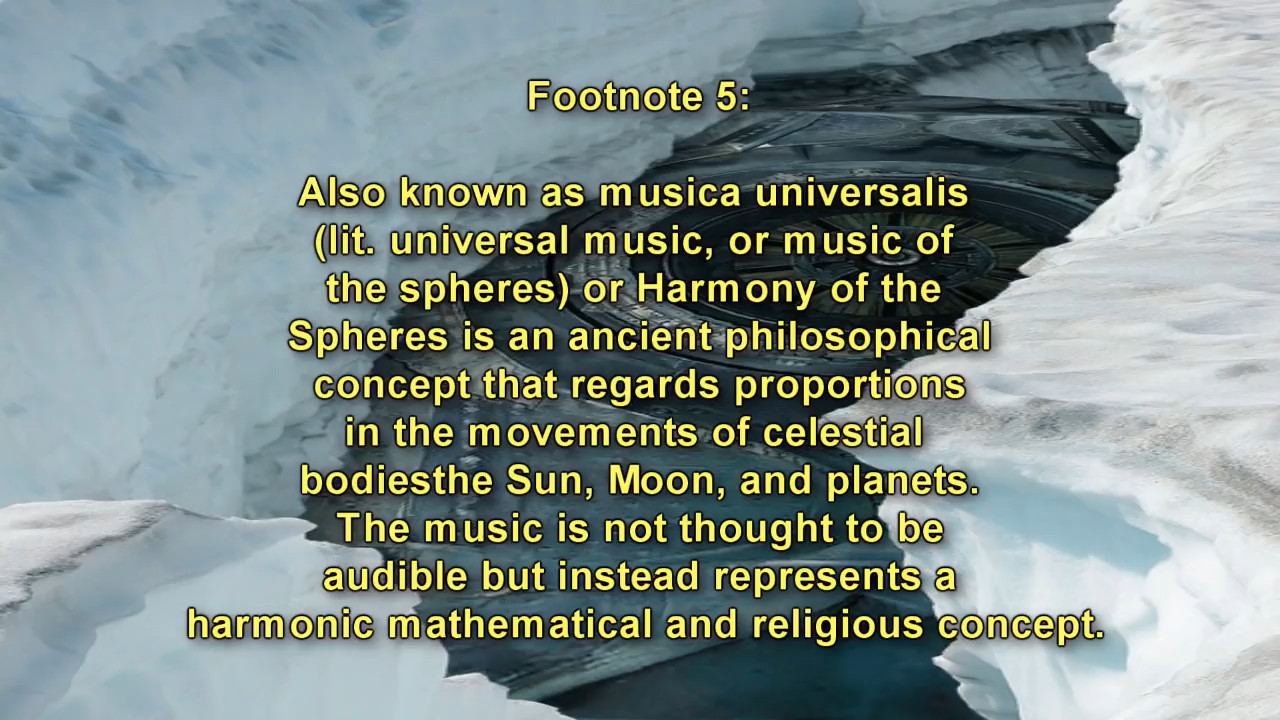 Footnote 5:
Also known as musica universalis
(lit. universal music, or music of
the spheres) or Harmony of the
Spheres is an ancient philosophical
concept that regards proportions
in the movements of celestial
bodiesthe Sun, Moon, and planets.
The music is not thought to be
audible but instead represents a
harmonic mathematical and religious concept.